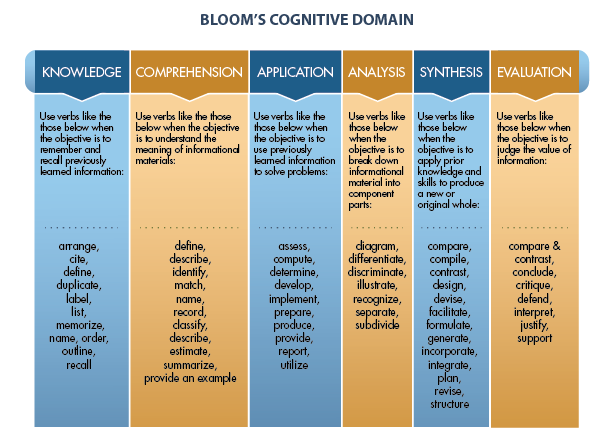 BLOOM'S COGNITIVE DOMAIN
KNOWLEDGE
Use verbs like the
those below when
the objective is to
remember and
recall previously
learned information:
arrange,
cite,
define,
duplicate,
label,
list,
memorize,
name, order,
outline,
recall
COMPREHENSION
Use verbs like the those
below when the objective
is to understand the
meaning of informational
materials:
define,
describe,
identify,
match,
name,
record,
classify,
describe,
estimate,
summarize,
provide an example
APPLICATION
Use verbs like the
those below when
the objective is to
use previously
learned information
to solve problems:
assess,
compute,
determine,
develop,
implement,
prepare,
produce,
provide,
report,
utilize
ANALYSIS
Use verbs like
those below
when the
objective is to
break down
informational
material into
component
parts:
diagram,
differentiate,
discriminate,
illustrate,
recognize,
separate,
subdivide
SYNTHESIS
Use verbs like
those below
when the
objective is to
apply prior
knowledge and
skills to produce
a new or
original whole:
compare,
compile,
contrast,
design,
devise,
facilitate,
formulate,
generate,
incorporate,
integrate,
plan,
revise,
structure
EVALUATION
Use verbs like
those below when
the objective is to
judge the value of
information:
compare &
contrast,
conclude,
critique,
defend,
interpret,
justify,
support